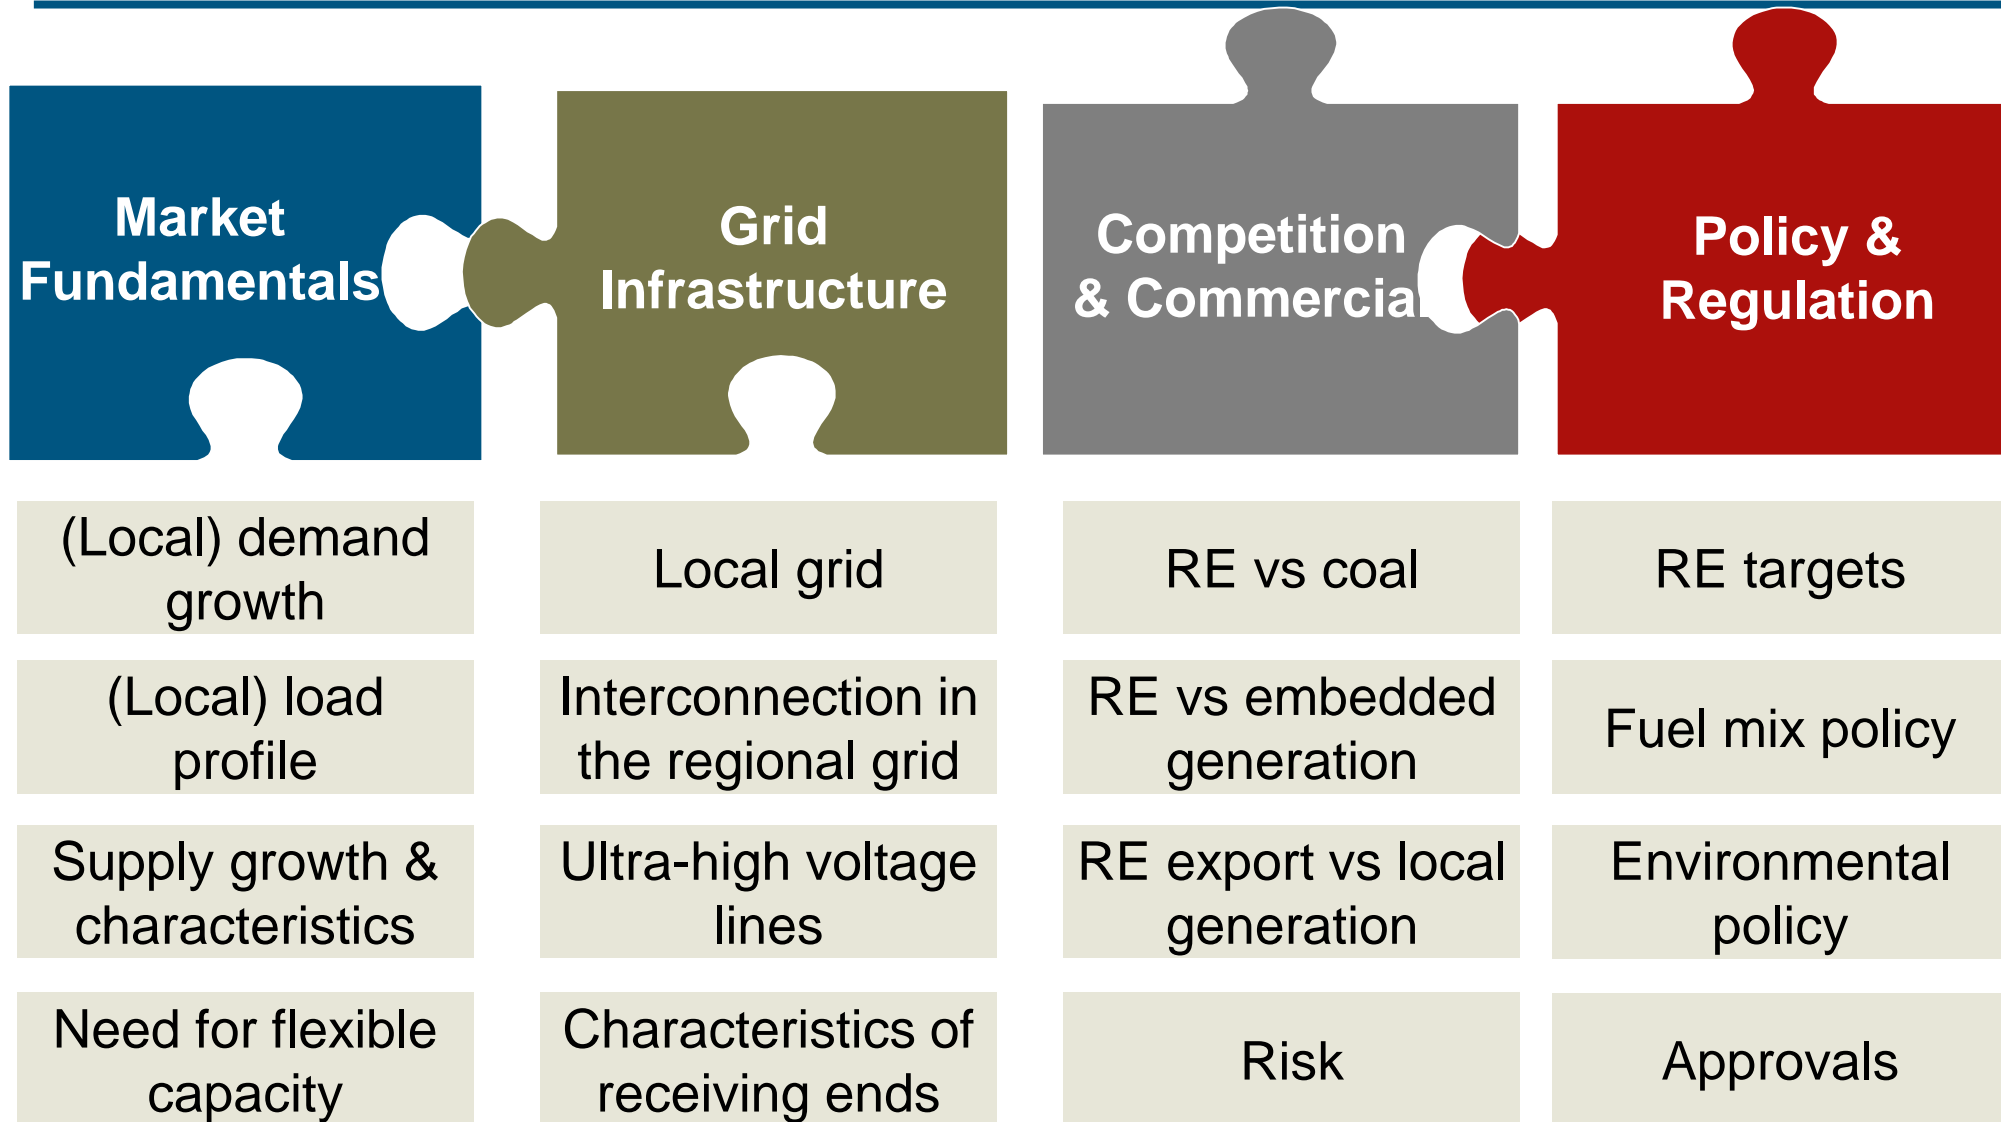 Market
Fundamentals
Grid
Infrastructure
Competition
& Commercial
Policy &
Regulation
(Local) demand
growth
Local grid
RE vs coal
RE targets
(Local) load
profile
Interconnection in
the regional grid
RE vs embedded
generation
Fuel mix policy
Supply growth &
characteristics
Ultra-high voltage
lines
RE export vs local
generation
Environmental
policy
Need for flexible
capacity
Characteristics of
receiving ends
Risk
Approvals